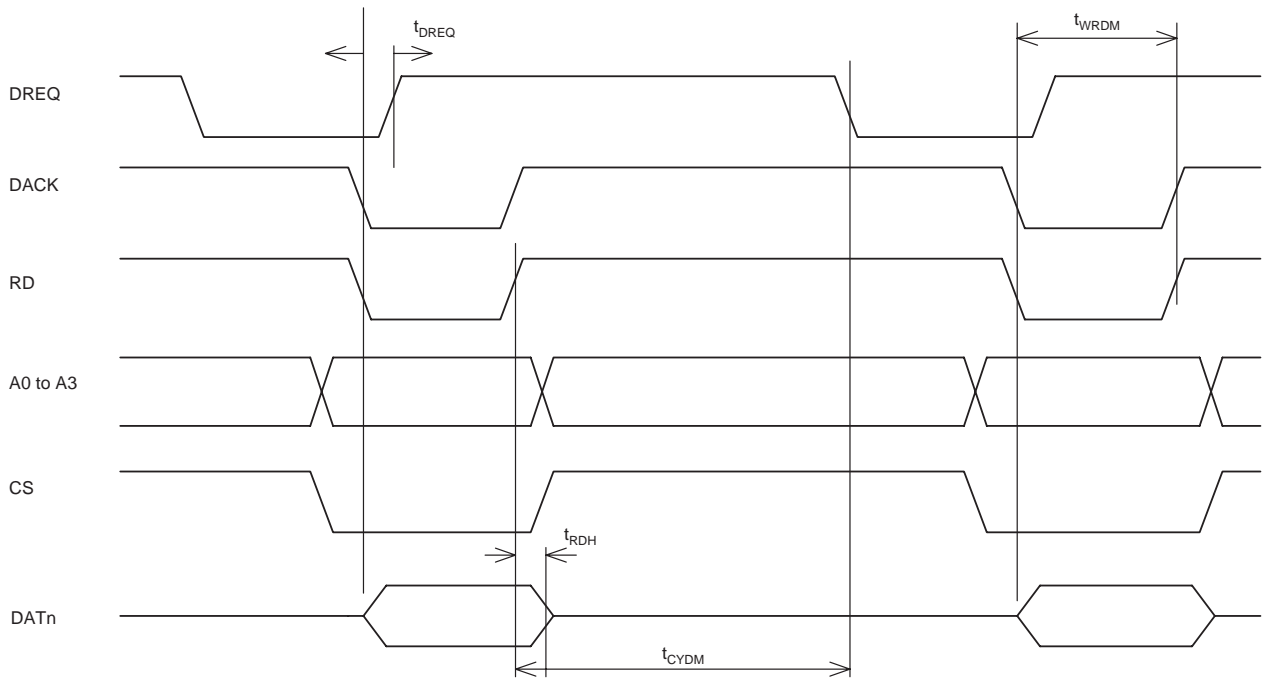 tDREQ
tWRDM
DREQ
DACK
RD
A0 to A3
CS
tRDH
DATn
tCYDM